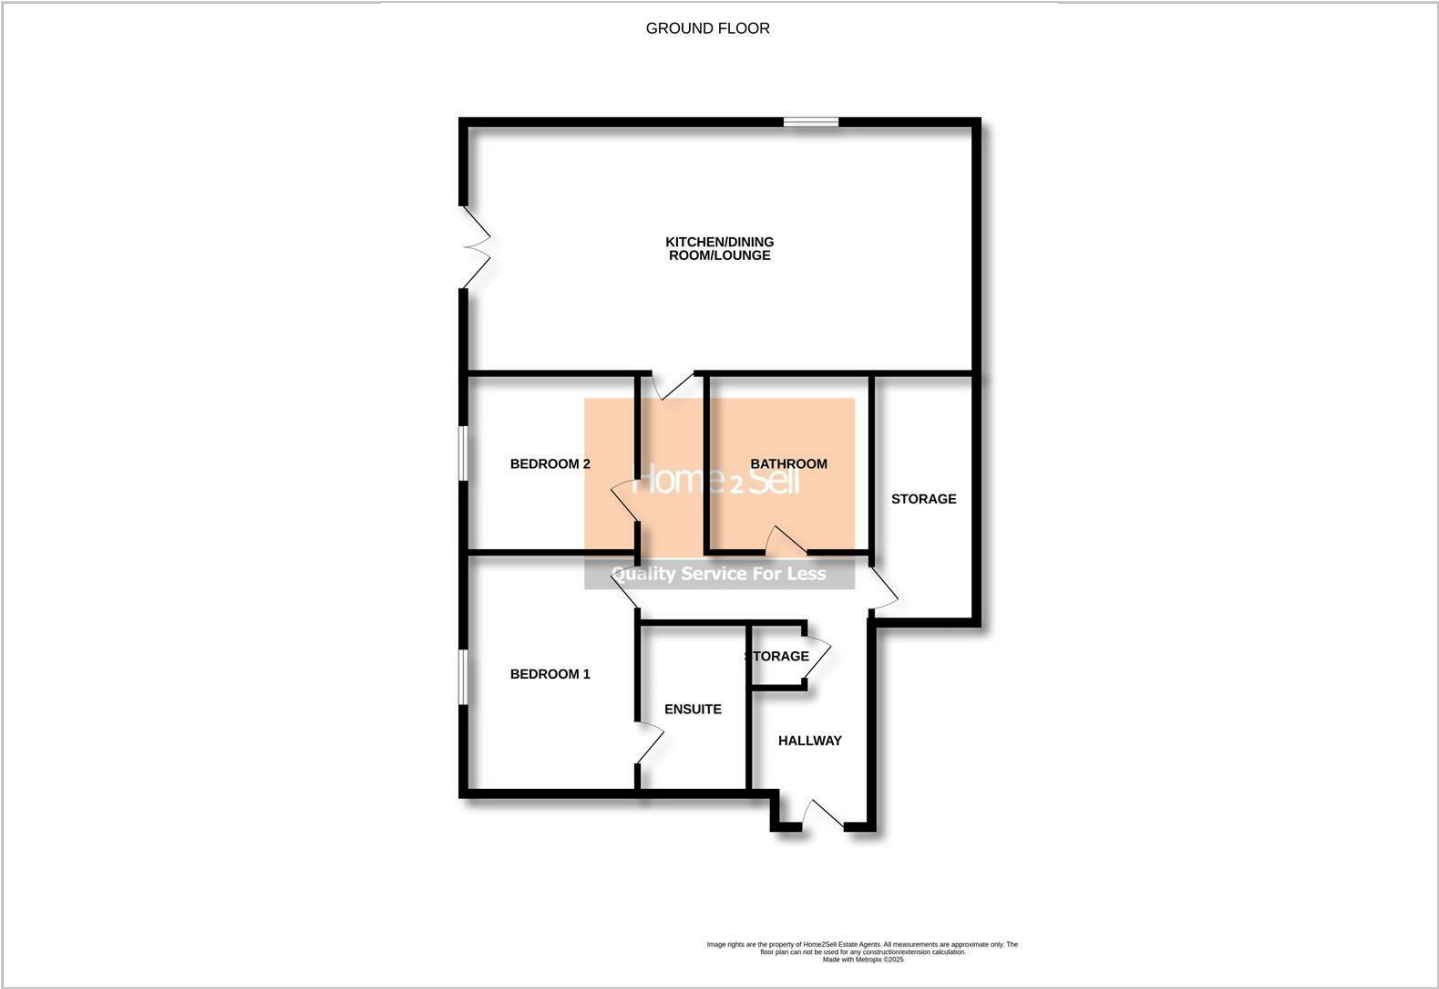 GROUND FLOOR
KITCHEN/DINING
ROOM/LOUNGE
BEDROOM 2
BATHROOM
Home 2 Sell
STORAGE
Quality Service For Less
STORAGE
BEDROOM 1
ENSUITE
HALLWAY
Image rights are the property of Home2Sell Estate Agents. All measurements are approximate only. The
floor plan can not be used for any construction/extension calculation.
Made with Metropix ©2025